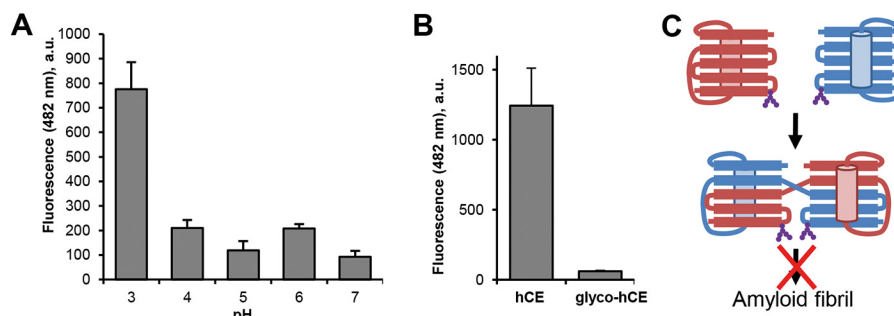 A
Fluorescence (482 nm), a.u.
1000
900
800
700
600
500
400
300
200
100
0
3 4 5 6 7
pH
B
Fluorescence (482 nm), a.u.
1500
1000
500
0
hCE glyco-hCE
C
Amyloid fibril